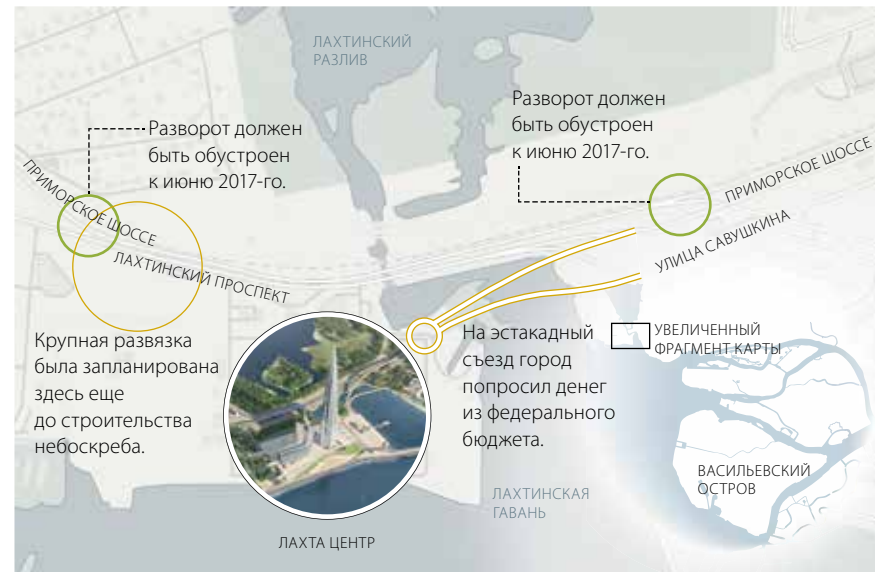 ЛАХТИНСКИЙ
РАЗЛИВ
Разворот должен
быть обустроен
к июню 2017-го.
Разворот должен
быть обустроен
к июню 2017-го.
ПРИМОРСКОЕ ШОССЕ
ЛАХТИНСКИЙ ПРОСПЕКТ
ПРИМОРСКОЕ ШОССЕ
УЛИЦА САВУШКИНА
Крупная развязка
была запланирована
здесь еще
до строительства
небоскреба.
На эстакадный
съезд город
попросил денег
из федерального
бюджета.
УВЕЛИЧЕННЫЙ
ФРАГМЕНТ КАРТЫ
ВАСИЛЬЕВСКИЙ
ОСТРОВ
ЛАХТИНСКАЯ
ГАВАНЬ
ЛАХТА ЦЕНТР